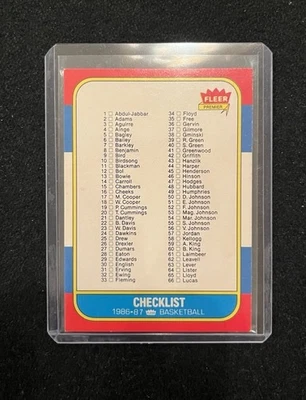 FLEER
PREMIER
1 Abdul-Jabbar
2 Adams
3 Aguirre
4 Ainge
5 Bagley
6 Bailey
7 Barkley
8 Benjamin
9 Bird
10 Birdsong
11 Blackman
12 Bol
13 Bowie
14 Carroll
15 Chambers
16 Cheeks
17 M. Cooper
18 W. Cooper
19 P. Cummings
20 T. Cummings
21 Dantley
22 B. Davis
23 W. Davis
24 Dawkins
25 Drew
26 Drexler
27 Dumars
28 Eaton
29 Edwards
30 English
31 Erving
32 Ewing
33 Fleming
34 Floyd
35 Free
36 Gervin
37 Gilmore
38 Gminski
39 R. Green
40 S. Green
41 Greenwood
42 Griffith
43 Hanzlik
44 Harper
45 Henderson
46 Hinson
47 Hodges
48 Hubbard
49 Humphries
50 D. Johnson
51 E. Johnson
52 F. Johnson
53 Mag. Johnson
54 Mar. Johnson
55 S. Johnson
56 V. Johnson
57 Jordan
58 Kellogg
59 A. King
60 B. King
61 Laimbeer
62 Leavell
63 Lever
64 Lister
65 Lloyd
66 Lucas
CHECKLIST
1986-87 BASKETBALL